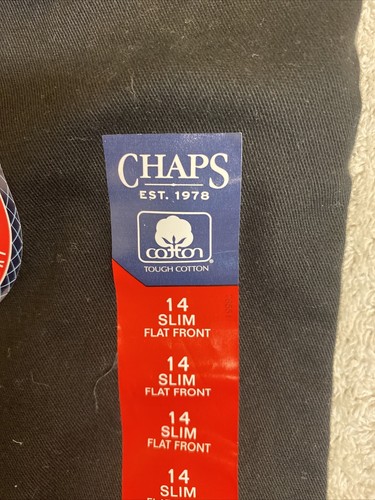 CHAPS
EST. 1978
cotton
®
TOUGH COTTON
14
SLIM
FLAT FRONT
14
SLIM
FLAT FRONT
14
SLIM
FLAT FRONT
14
SLIM